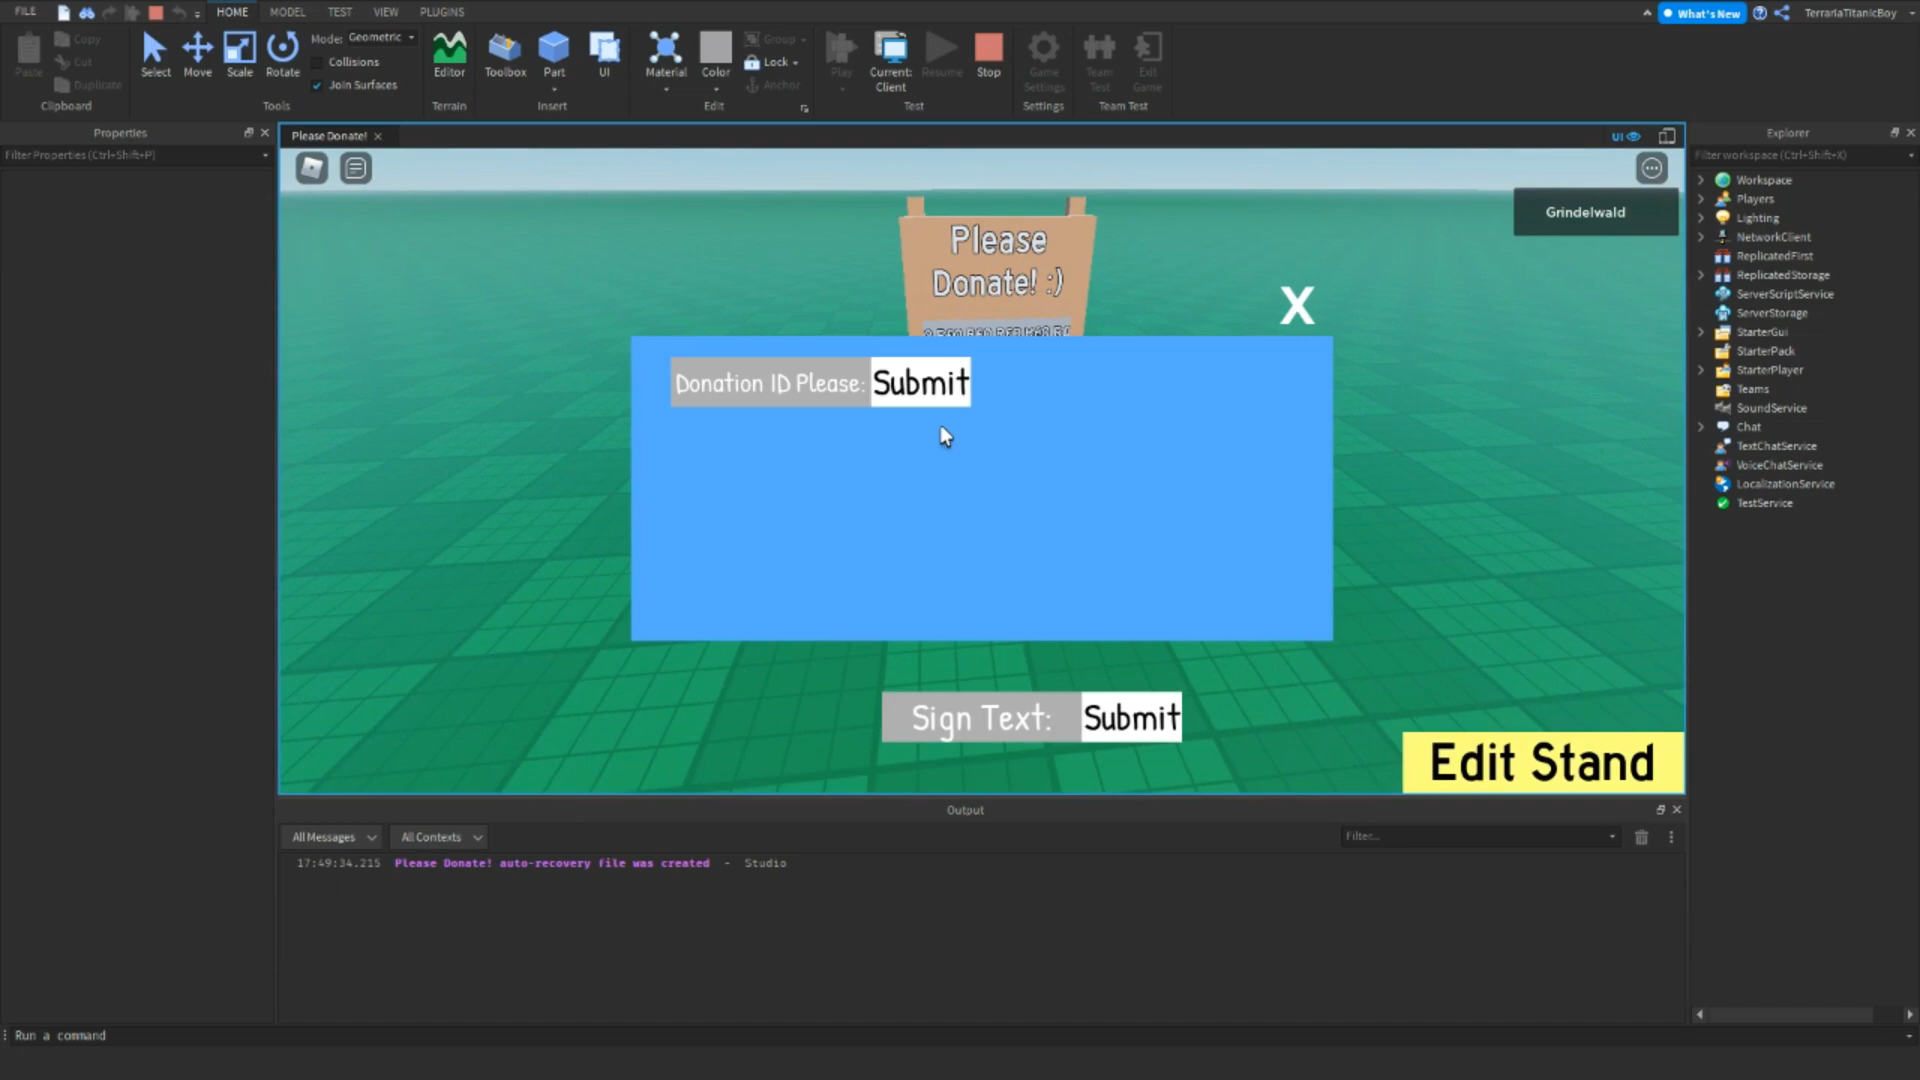 FILE HOME MODEL TEST VIEW PLUGINS What's New TerrariaTitanicBoy
Paste Copy Cut Duplicate Clipboard
Select Move Scale Rotate Mode: Geometric Collisions Join Surfaces Tools
Editor Terrain
Toolbox Part UI Insert
Material Color Group Lock Anchor Edit
Play Current: Client Resume Stop Test
Game Settings Settings
Team Test Exit Game Team Test
Properties
Filter Properties (Ctrl+Shift+P)
Please Donate! UI
Please
Donate! :)
Grindelwald
X
Donation ID Please: Submit
Sign Text: Submit
Edit Stand
Explorer
Filter workspace (Ctrl+Shift+X)
Workspace
Players
Lighting
NetworkClient
ReplicatedFirst
ReplicatedStorage
ServerScriptService
ServerStorage
StarterGui
StarterPack
StarterPlayer
Teams
SoundService
Chat
TextChatService
VoiceChatService
LocalizationService
TestService
Output
All Messages All Contexts Filter...
17:49:34.215 Please Donate! auto-recovery file was created - Studio
Run a command